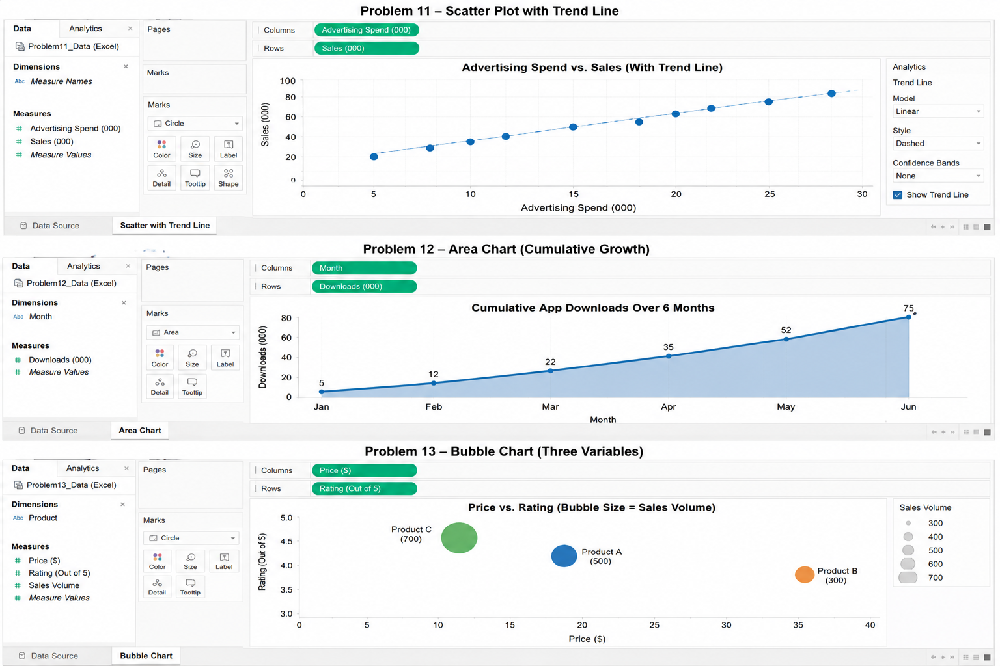 Problem 11 – Scatter Plot with Trend Line
Data
Analytics
×
Problem11_Data (Excel)
Dimensions
×
Abc Measure Names
Measures
# Advertising Spend (000)
# Sales (000)
# Measure Values
Pages
Marks
Marks
Circle
Color
Size
Label
Detail
Tooltip
Shape
Columns
Advertising Spend (000)
Rows
Sales (000)
Advertising Spend vs. Sales (With Trend Line)
Sales (000)
100
80
60
40
20
0
0
5
10
15
20
25
30
Advertising Spend (000)
Analytics
Trend Line
Model
Linear
Style
Dashed
Confidence Bands
None
Show Trend Line
Data Source
Scatter with Trend Line
Problem 12 – Area Chart (Cumulative Growth)
Data
Analytics
×
Problem12_Data (Excel)
Dimensions
×
Abc Month
Measures
# Downloads (000)
# Measure Values
Pages
Marks
Area
Color
Size
Label
Detail
Tooltip
Columns
Month
Rows
Downloads (000)
Cumulative App Downloads Over 6 Months
Downloads (000)
80
60
40
20
0
5
12
22
35
52
75
Jan
Feb
Mar
Apr
May
Jun
Month
Data Source
Area Chart
Problem 13 – Bubble Chart (Three Variables)
Data
Analytics
×
Problem13_Data (Excel)
Dimensions
×
Abc Product
Measures
# Price ($)
# Rating (Out of 5)
# Sales Volume
# Measure Values
Pages
Marks
Circle
Color
Size
Label
Detail
Tooltip
Columns
Price ($)
Rows
Rating (Out of 5)
Price vs. Rating (Bubble Size = Sales Volume)
Rating (Out of 5)
5.0
4.5
4.0
3.5
3.0
Product C
(700)
Product A
(500)
Product B
(300)
0
5
10
15
20
25
30
35
40
Price ($)
Sales Volume
300
400
500
600
700
Data Source
Bubble Chart